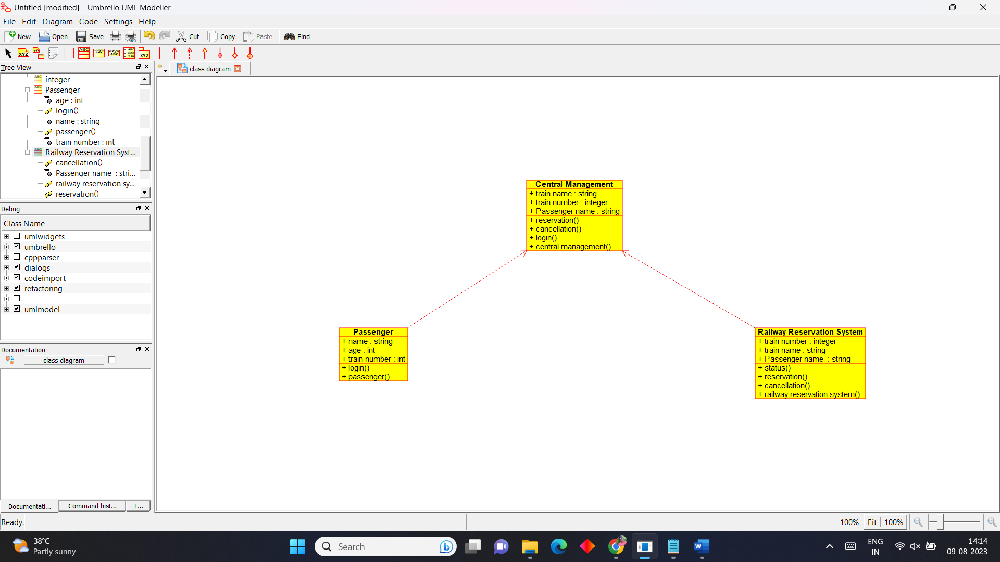 Untitled [modified] – Umbrello UML Modeller
File Edit Diagram Code Settings Help
New Open Save Cut Copy Paste Find
Tree View
class diagram
integer
Passenger
age : int
login()
name : string
passenger()
train number : int
Railway Reservation Syst...
cancellation()
Passenger name  : stri...
railway reservation sy...
reservation()
Debug
Class Name
umlwidgets
umbrello
cppparser
dialogs
codeimport
refactoring
umlmodel
Documentation
class diagram
Documentati... Command hist... L...
Central Management
+ train name : string
+ train number : integer
+ Passenger name : string
+ reservation()
+ cancellation()
+ login()
+ central management()
Passenger
+ name : string
+ age : int
+ train number : int
+ login()
+ passenger()
Railway Reservation System
+ train number : integer
+ train name : string
+ Passenger name  : string
+ status()
+ reservation()
+ cancellation()
+ railway reservation system()
Ready.
100% Fit 100%
38°C
Partly sunny
Search
ENG
IN
14:14
09-08-2023